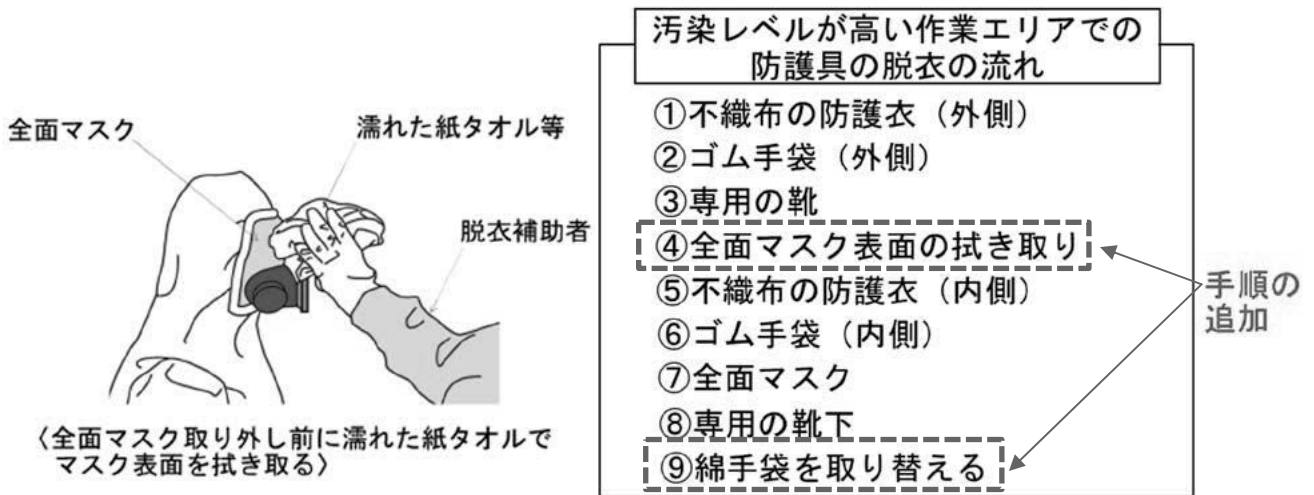 全面マスク
濡れた紙タオル等
脱衣補助者
〈全面マスク取り外し前に濡れた紙タオルで
マスク表面を拭き取る〉
汚染レベルが高い作業エリアでの
防護具の脱衣の流れ
①不織布の防護衣（外側）
②ゴム手袋（外側）
③専用の靴
④全面マスク表面の拭き取り
⑤不織布の防護衣（内側）
⑥ゴム手袋（内側）
⑦全面マスク
⑧専用の靴下
⑨綿手袋を取り替える
手順の
追加